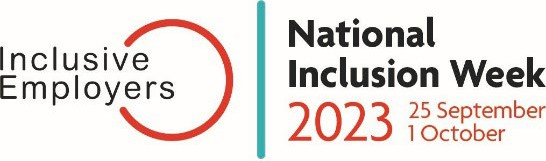 Inclusive
Employers
National
Inclusion Week
2023
25 September
1 October